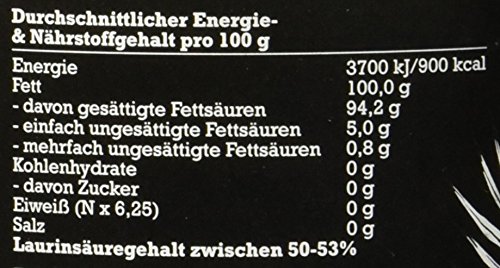 Durchschnittlicher Energie-
& Nährstoffgehalt pro 100 g
Energie 3700 kJ/900 kcal
Fett 100,0 g
- davon gesättigte Fettsäuren 94,2 g
- einfach ungesättigte Fettsäuren 5,0 g
- mehrfach ungesättigte Fettsäuren 0,8 g
Kohlenhydrate 0 g
- davon Zucker 0 g
Eiweiß (N x 6,25) 0 g
Salz 0 g
Laurinsäuregehalt zwischen 50-53%